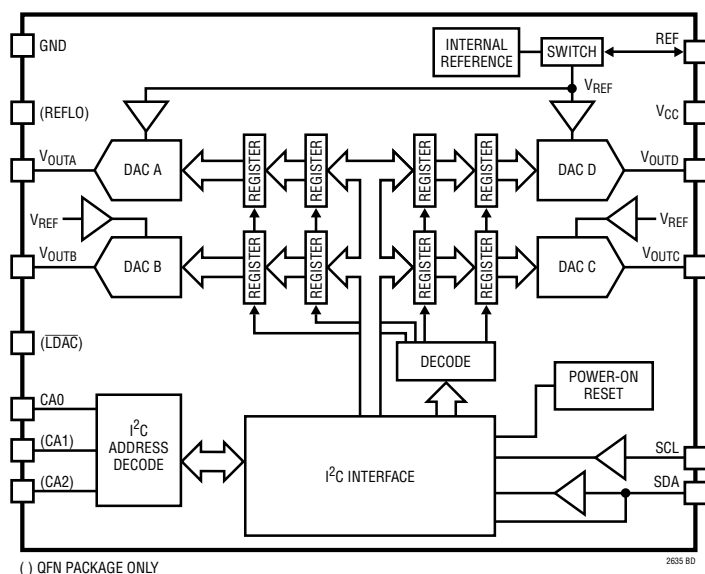 GND
INTERNAL
REFERENCE
SWITCH
REF
(REFLO)
VREF
VCC
VOUTA
DAC A
REGISTER
REGISTER
REGISTER
REGISTER
DAC D
VOUTD
VREF
VREF
VOUTB
DAC B
REGISTER
REGISTER
REGISTER
REGISTER
DAC C
VOUTC
(LDAC)
DECODE
POWER-ON
RESET
CA0
(CA1)
(CA2)
I2C
ADDRESS
DECODE
I2C INTERFACE
SCL
SDA
( ) QFN PACKAGE ONLY
2635 BD